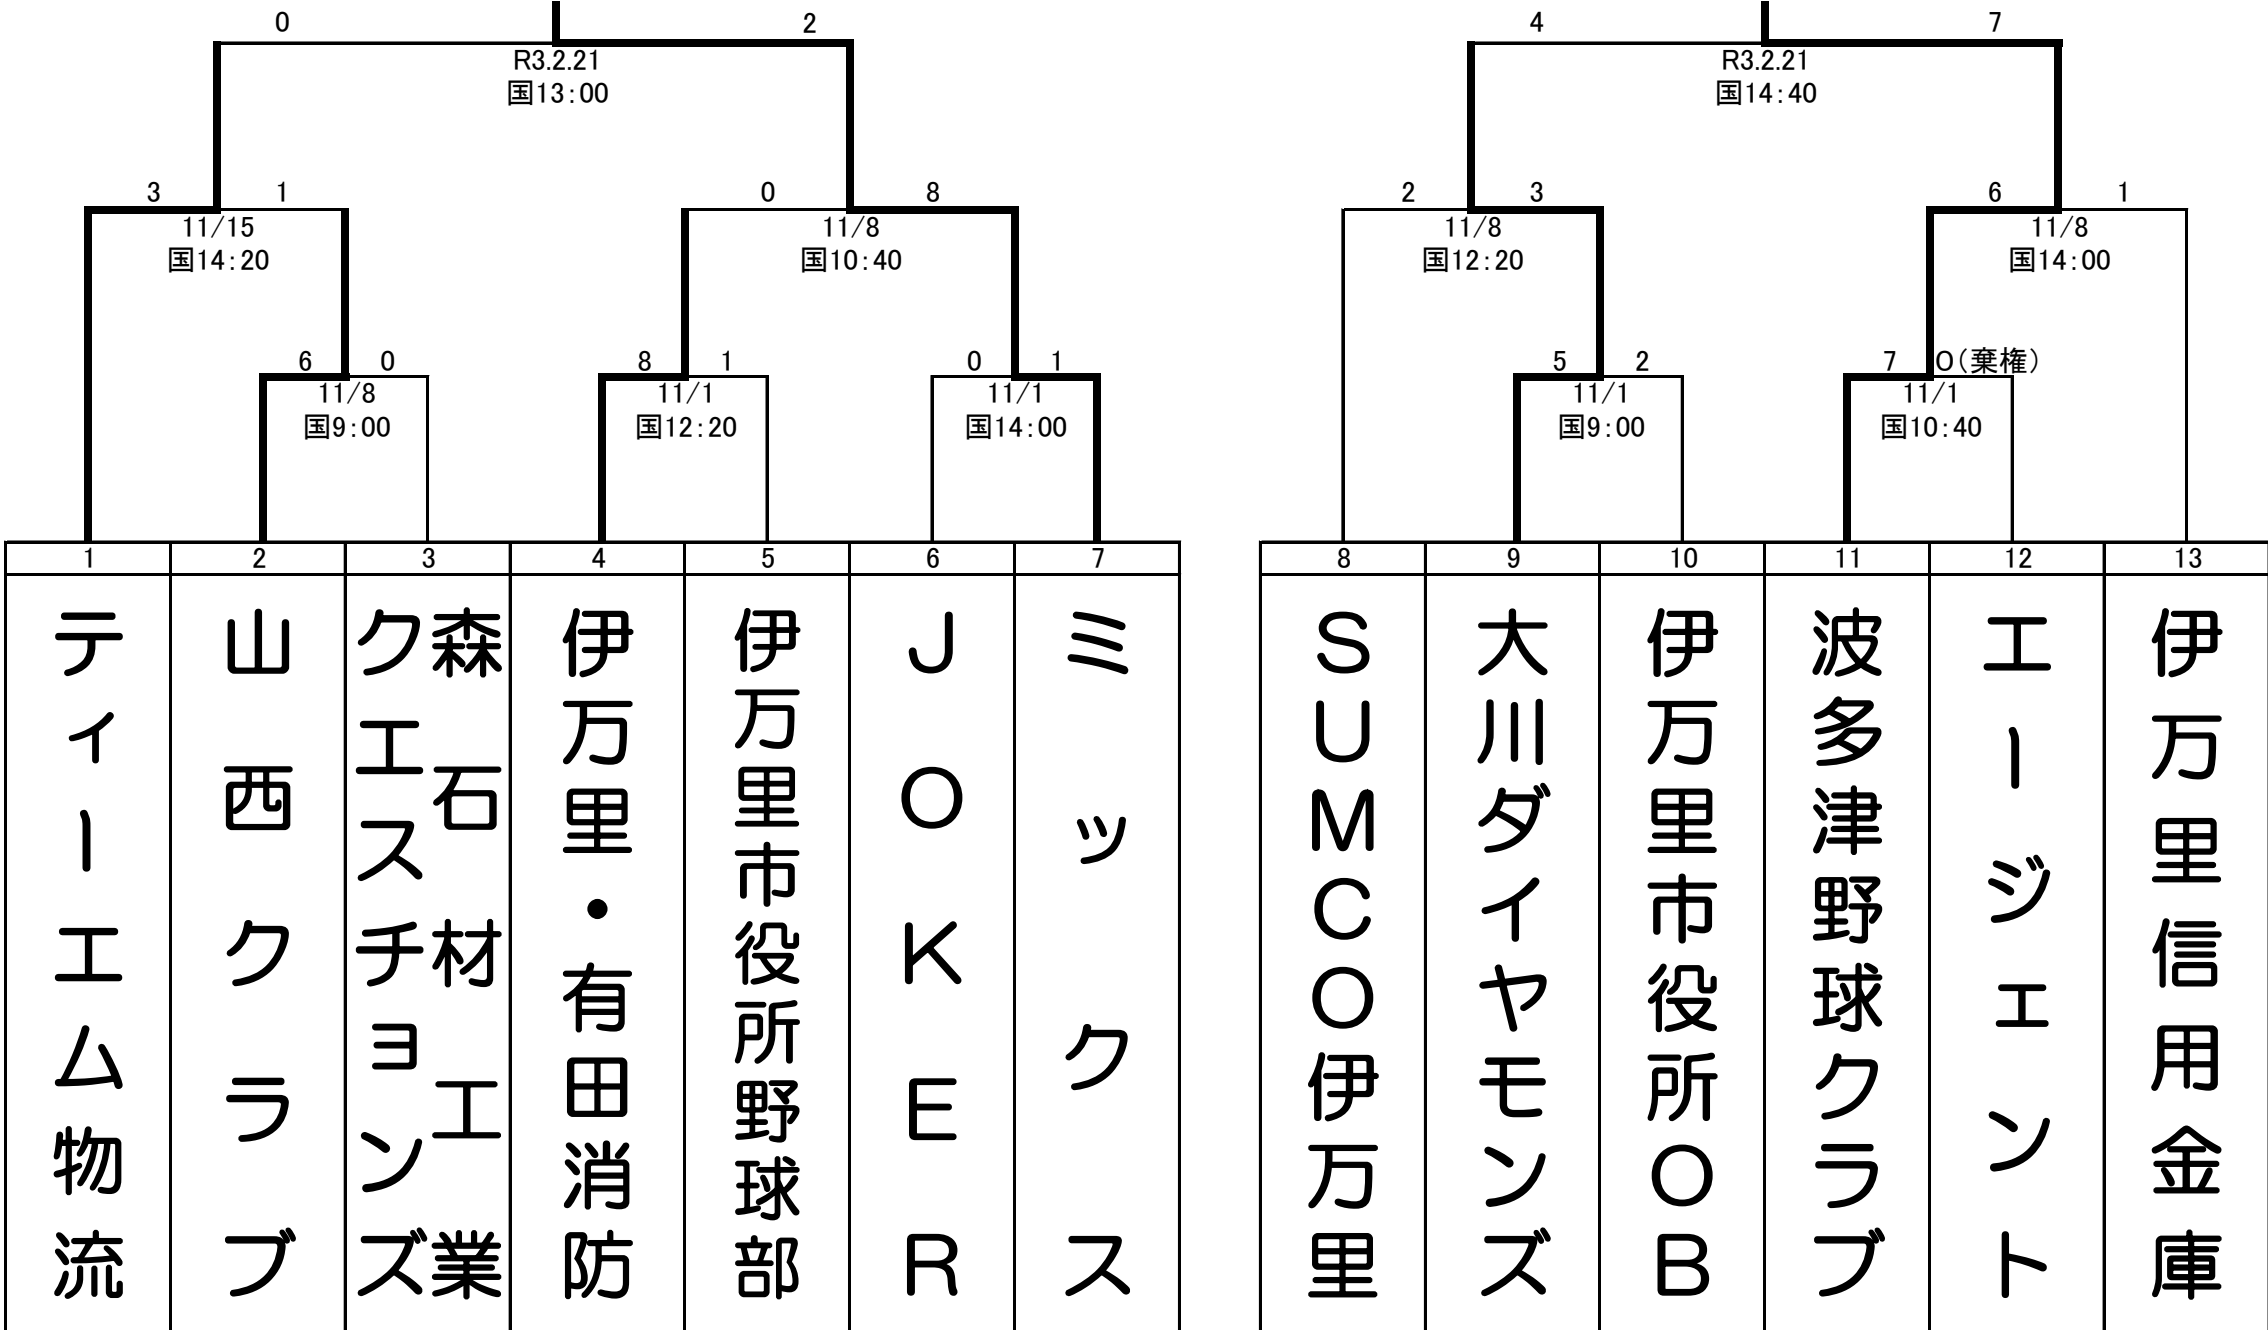 0 2 4 7
R3.2.21 R3.2.21
国13:00 国14:40
3 1 0 8 2 3 6 1
11/15 11/8 11/8 11/8
国14:20 国10:40 国12:20 国14:00
6 0 8 1 0 1 5 2 7 0(棄権)
11/8 11/1 11/1 11/1 11/1
国9:00 国12:20 国14:00 国9:00 国10:40
1 2 3 4 5 6 7 8 9 10 11 12 13
ティーエム物流
山西クラブ
森石材工業
クエスチョンズ
伊万里・有田消防
伊万里市役所野球部
JOKER
ミックス
SUMCO伊万里
大川ダイヤモンズ
伊万里市役所OB
波多津野球クラブ
エージェント
伊万里信用金庫